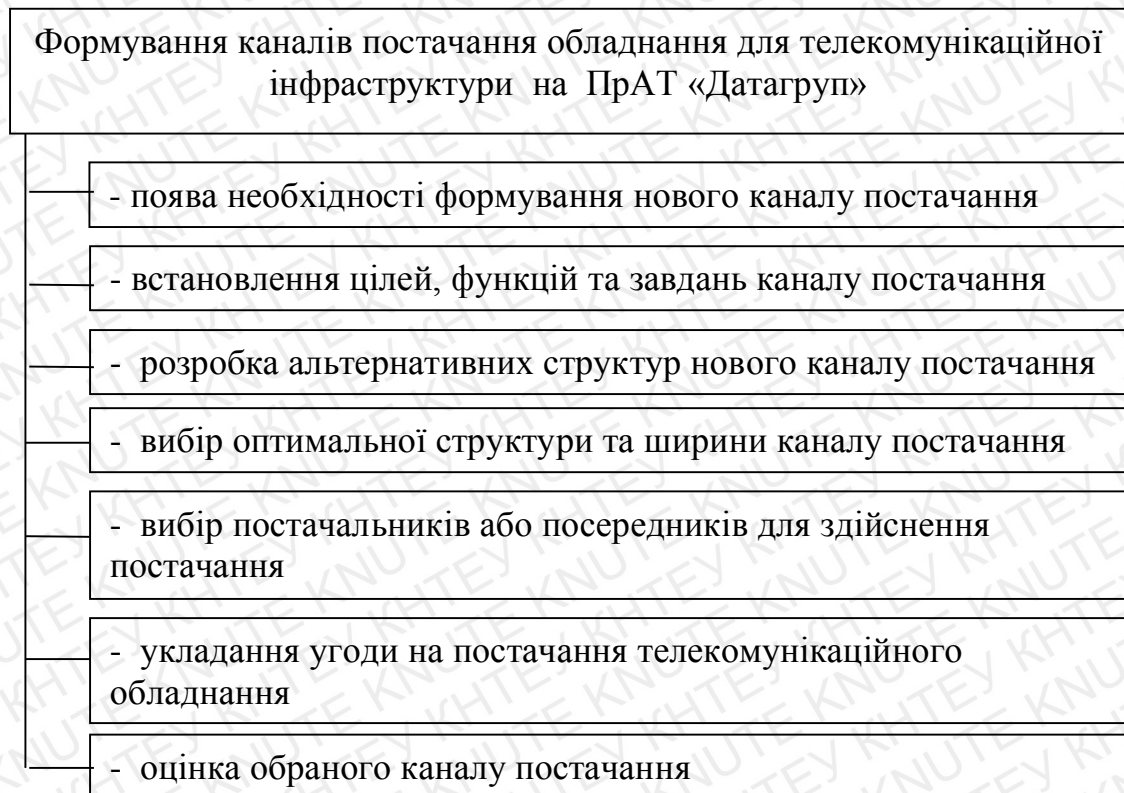 Формування каналів постачання обладнання для телекомунікаційної
інфраструктури на ПрАТ «Датагруп»
- поява необхідності формування нового каналу постачання
- встановлення цілей, функцій та завдань каналу постачання
- розробка альтернативних структур нового каналу постачання
- вибір оптимальної структури та ширини каналу постачання
- вибір постачальників або посередників для здійснення
постачання
- укладання угоди на постачання телекомунікаційного
обладнання
- оцінка обраного каналу постачання